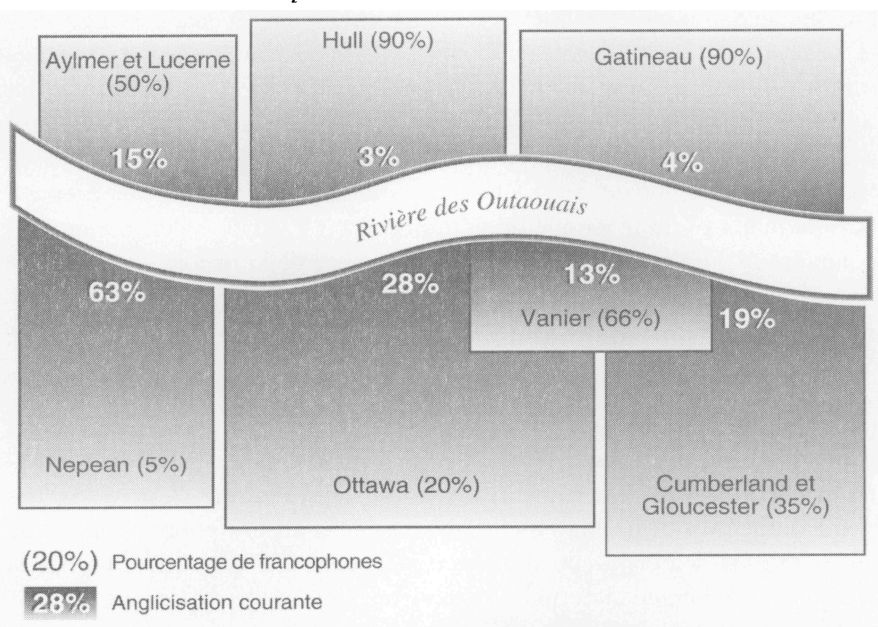 Aylmer et Lucerne
(50%)
Hull (90%)
Gatineau (90%)
15%
3%
4%
Rivière des Outaouais
63%
28%
13%
Vanier (66%)
19%
Nepean (5%)
Ottawa (20%)
Cumberland et
Gloucester (35%)
(20%) Pourcentage de francophones
28% Anglicisation courante